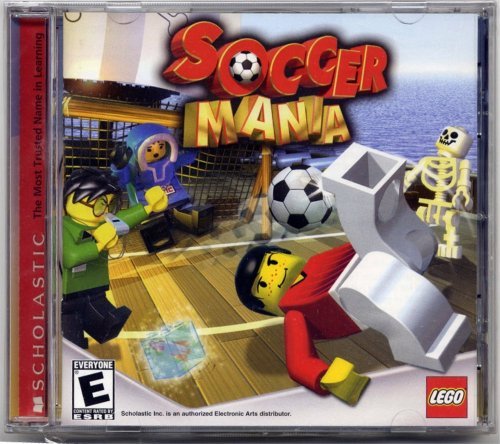 SOCCER
MANIA
SCHOLASTIC The Most Trusted Name in Learning
EVERYONE
E
CONTENT RATED BY
ESRB
Scholastic Inc. is an authorized Electronic Arts distributor.
LEGO